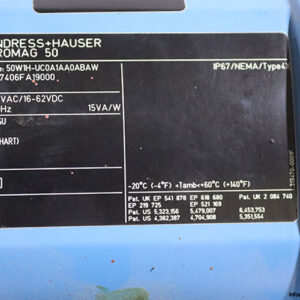 NDRESS+HAUSER
ROMAG 50
50W1H-UC0A1AA0ABAW
7406FA19000
IP67/NEMA/Type4X
VAC/16-62VDC
Hz
15VA/W
SU
-20°C (-4°F) <Tamb<+60°C (+140°F)
Pat. UK EP 541 878 EP 618 680 Pat. UK 2 084 740
EP 219 725 EP 521 169
Pat. US 5,323,156 5,479,007 6,453,753
Pat. US 4,382,387 4,704,908 5,351,554